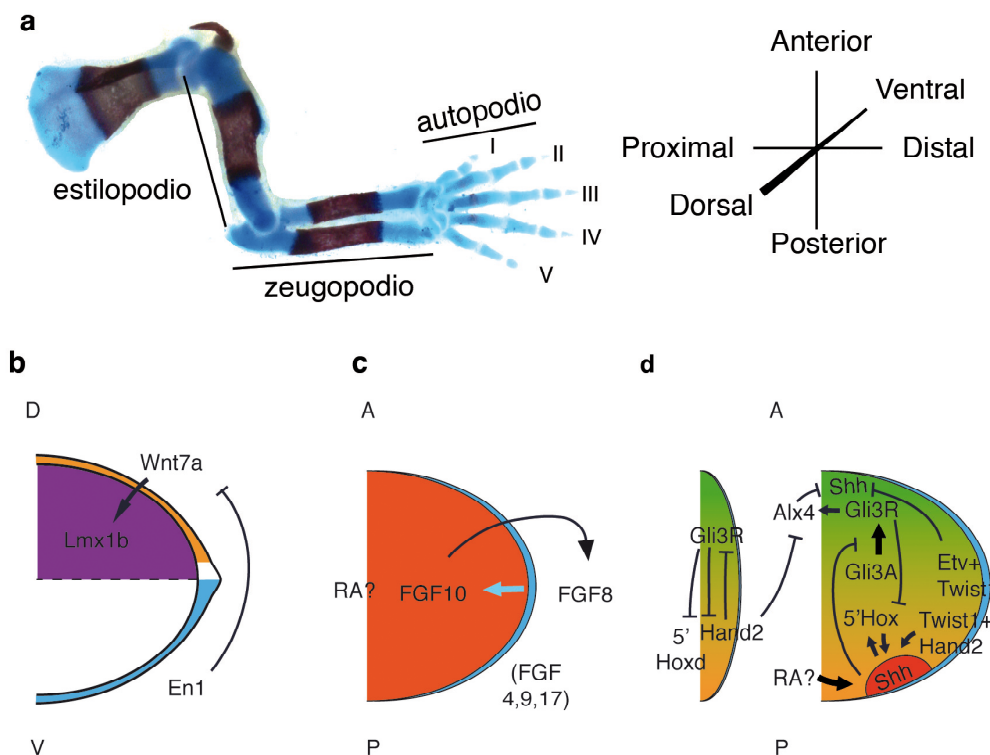 a
estilopodio
zeugopodio
autopodio
I
II
III
IV
V
Anterior
Ventral
Proximal
Distal
Dorsal
Posterior
b
D
Wnt7a
Lmx1b
En1
V
c
A
RA?
FGF10
FGF8
(FGF
4,9,17)
P
d
A
Gli3R
5'
Hoxd
Hand2
Alx4
Shh
Gli3R
Gli3A
Etv+
Twist
5'Hox
Twist1+
Hand2
RA?
Shh
P